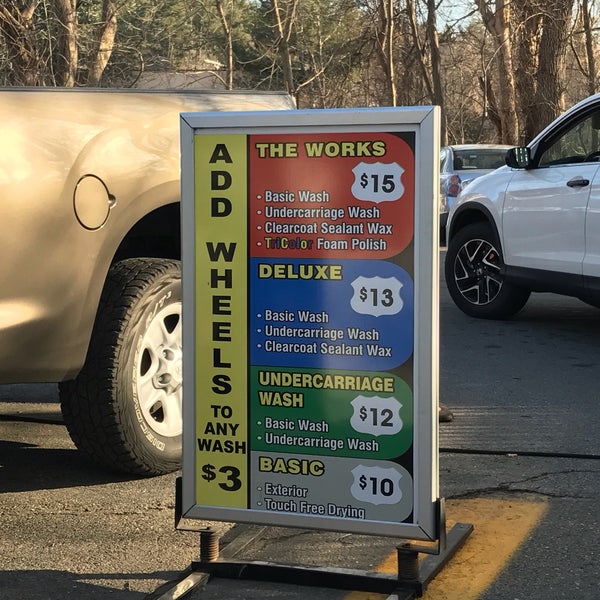 ADD WHEELS
TO
ANY
WASH
$3
THE WORKS
$15
· Basic Wash
· Undercarriage Wash
· Clearcoat Sealant Wax
· TriColor Foam Polish
DELUXE
$13
· Basic Wash
· Undercarriage Wash
· Clearcoat Sealant Wax
UNDERCARRIAGE
WASH
$12
· Basic Wash
· Undercarriage Wash
BASIC
$10
· Exterior
· Touch Free Drying